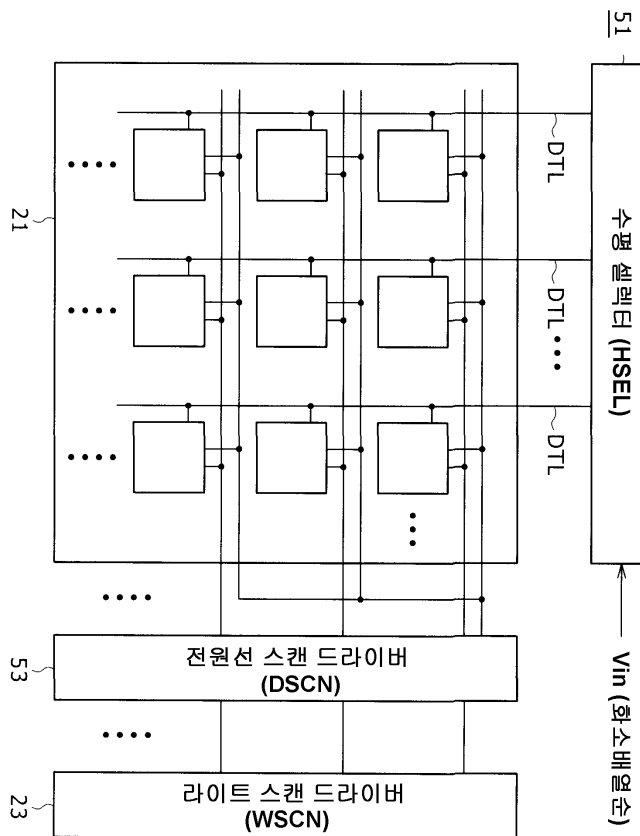 51
수평 셀렉터 (HSEL)
Vin (화소배열순)
DTL
DTL
DTL
21
전원선 스캔 드라이버
(DSCN)
53
라이트 스캔 드라이버
(WSCN)
23